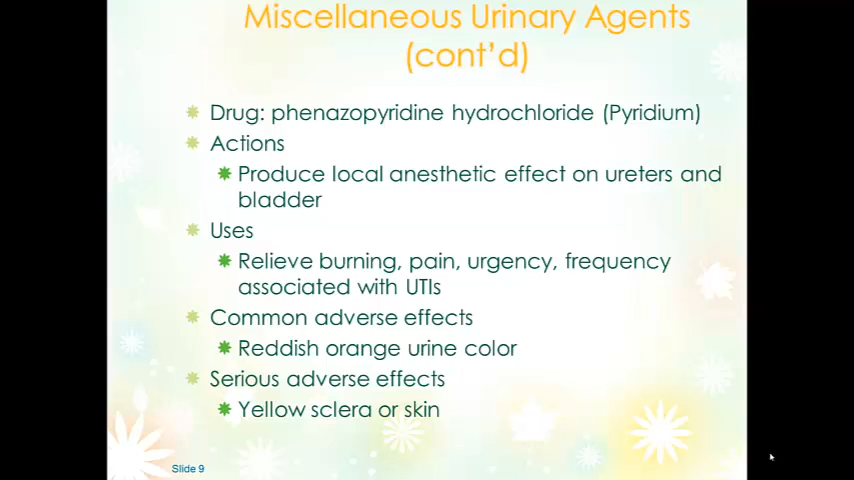 Miscellaneous Urinary Agents
(cont'd)
Drug: phenazopyridine hydrochloride (Pyridium)
Actions
Produce local anesthetic effect on ureters and
bladder
Uses
Relieve burning, pain, urgency, frequency
associated with UTIs
Common adverse effects
Reddish orange urine color
Serious adverse effects
Yellow sclera or skin
Slide 9